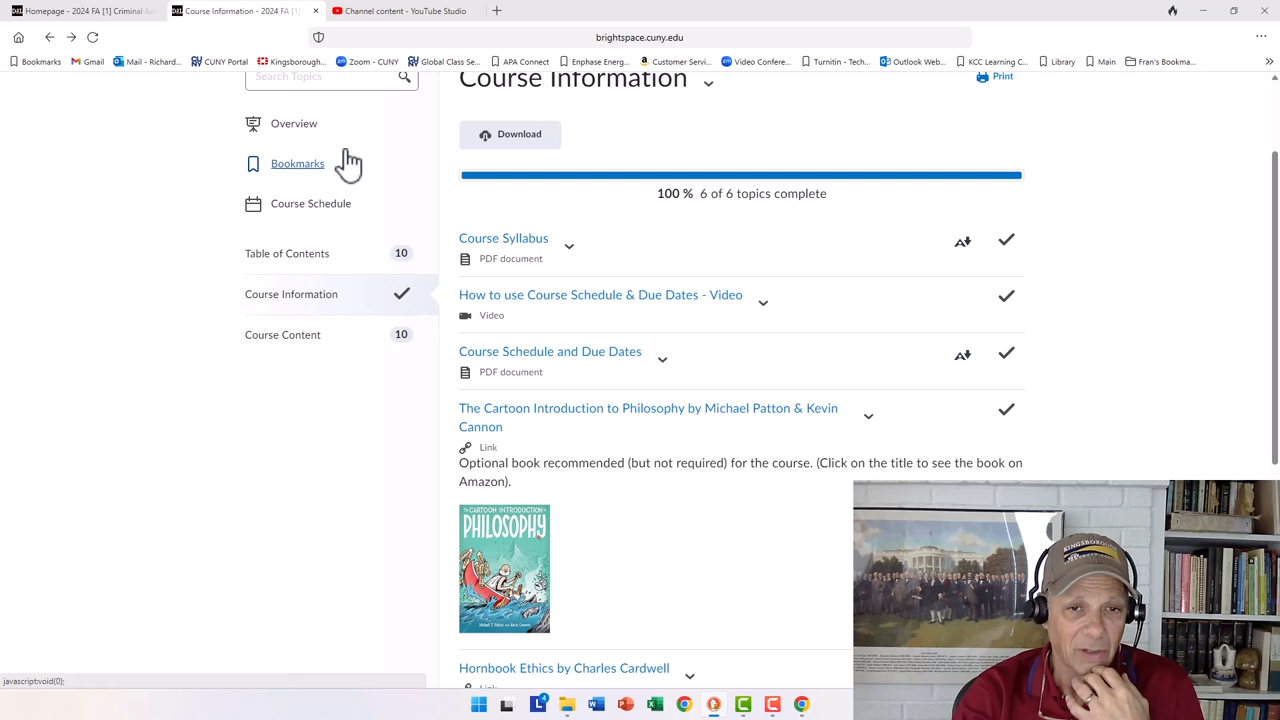 Homepage - 2024 FA [1] Criminal Just
Course Information - 2024 FA [1]
Channel content - YouTube Studio
brightspace.cuny.edu
Bookmarks
Gmail
Mail - Richard...
CUNY Portal
Kingsborough...
Zoom - CUNY
Global Class Se...
APA Connect
Enphase Energ...
Customer Servi...
Video Confere...
Turnitin - Tech...
Outlook Web...
KCC Learning C...
Library
Main
Fran's Bookma...
Search Topics
Course Information
Print
Overview
Download
Bookmarks
100 % 6 of 6 topics complete
Course Schedule
Course Syllabus
Table of Contents 10
PDF document
Course Information
How to use Course Schedule & Due Dates - Video
Video
Course Content 10
Course Schedule and Due Dates
PDF document
The Cartoon Introduction to Philosophy by Michael Patton & Kevin
Cannon
Link
Optional book recommended (but not required) for the course. (Click on the title to see the book on
Amazon).
THE CARTOON INTRODUCTION TO
PHILOSOPHY
Hornbook Ethics by Charles Cardwell
Link
javascript:void(0);
KINGSBOROUGH
4